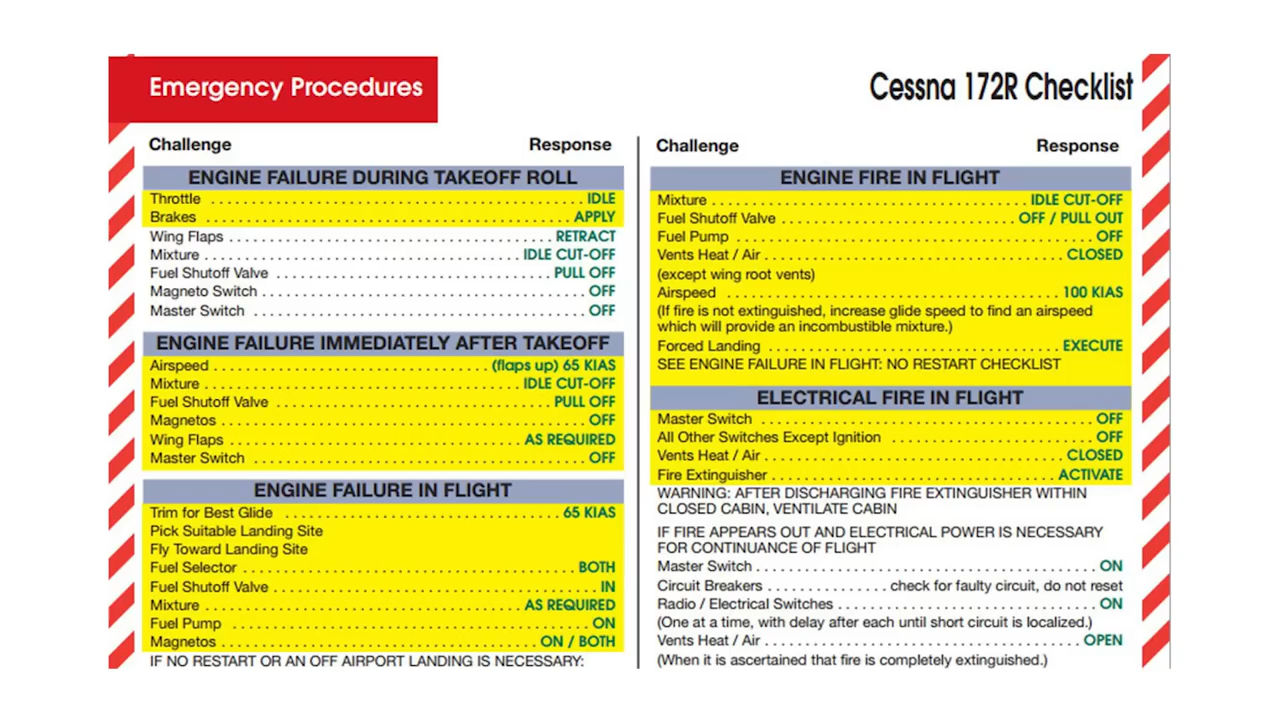 Emergency Procedures
Cessna 172R Checklist
Challenge Response
ENGINE FAILURE DURING TAKEOFF ROLL
Throttle ........ IDLE
Brakes ........ APPLY
Wing Flaps ........ RETRACT
Mixture ........ IDLE CUT-OFF
Fuel Shutoff Valve ........ PULL OFF
Magneto Switch ........ OFF
Master Switch ........ OFF
ENGINE FAILURE IMMEDIATELY AFTER TAKEOFF
Airspeed ........ (flaps up) 65 KIAS
Mixture ........ IDLE CUT-OFF
Fuel Shutoff Valve ........ PULL OFF
Magnetos ........ OFF
Wing Flaps ........ AS REQUIRED
Master Switch ........ OFF
ENGINE FAILURE IN FLIGHT
Trim for Best Glide ........ 65 KIAS
Pick Suitable Landing Site
Fly Toward Landing Site
Fuel Selector ........ BOTH
Fuel Shutoff Valve ........ IN
Mixture ........ AS REQUIRED
Fuel Pump ........ ON
Magnetos ........ ON / BOTH
IF NO RESTART OR AN OFF AIRPORT LANDING IS NECESSARY:
Challenge Response
ENGINE FIRE IN FLIGHT
Mixture ........ IDLE CUT-OFF
Fuel Shutoff Valve ........ OFF / PULL OUT
Fuel Pump ........ OFF
Vents Heat / Air ........ CLOSED
(except wing root vents)
Airspeed ........ 100 KIAS
(If fire is not extinguished, increase glide speed to find an airspeed
which will provide an incombustible mixture.)
Forced Landing ........ EXECUTE
SEE ENGINE FAILURE IN FLIGHT: NO RESTART CHECKLIST
ELECTRICAL FIRE IN FLIGHT
Master Switch ........ OFF
All Other Switches Except Ignition ........ OFF
Vents Heat / Air ........ CLOSED
Fire Extinguisher ........ ACTIVATE
WARNING: AFTER DISCHARGING FIRE EXTINGUISHER WITHIN
CLOSED CABIN, VENTILATE CABIN
IF FIRE APPEARS OUT AND ELECTRICAL POWER IS NECESSARY
FOR CONTINUANCE OF FLIGHT
Master Switch ........ ON
Circuit Breakers ........ check for faulty circuit, do not reset
Radio / Electrical Switches ........ ON
(One at a time, with delay after each until short circuit is localized.)
Vents Heat / Air ........ OPEN
(When it is ascertained that fire is completely extinguished.)